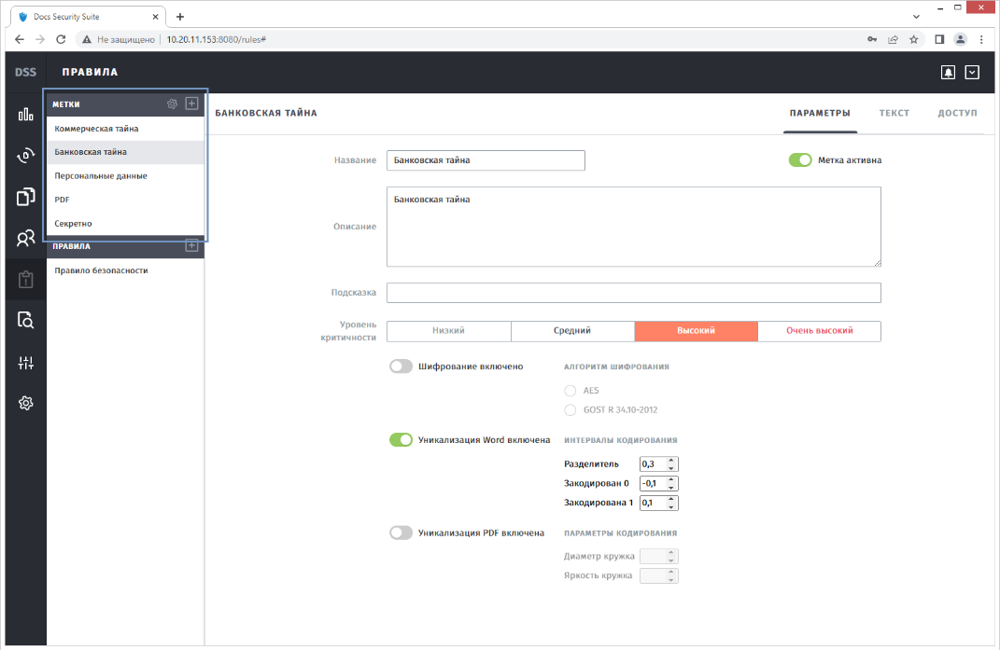 Docs Security Suite
Не защищено
10.20.11.153:8080/rules#
DSS
ПРАВИЛА
МЕТКИ
Коммерческая тайна
Банковская тайна
Персональные данные
PDF
Секретно
ПРАВИЛА
Правило безопасности
БАНКОВСКАЯ ТАЙНА
ПАРАМЕТРЫ
ТЕКСТ
ДОСТУП
Название
Банковская тайна
Метка активна
Описание
Банковская тайна
Подсказка
Уровень
критичности
Низкий
Средний
Высокий
Очень высокий
Шифрование включено
АЛГОРИТМ ШИФРОВАНИЯ
AES
GOST R 34.10-2012
Уникализация Word включена
ИНТЕРВАЛЫ КОДИРОВАНИЯ
Разделитель
0,3
Закодирован 0
-0,1
Закодирована 1
0,1
Уникализация PDF включена
ПАРАМЕТРЫ КОДИРОВАНИЯ
Диаметр кружка
Яркость кружка